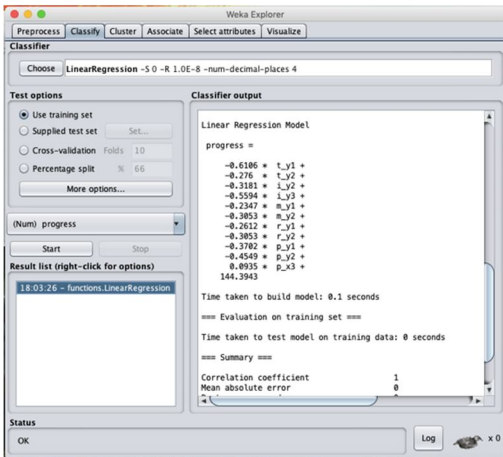 Weka Explorer
Preprocess Classify Cluster Associate Select attributes Visualize
Classifier
Choose LinearRegression -S 0 -R 1.0E-8 -num-decimal-places 4
Test options
Use training set
Supplied test set Set...
Cross-validation Folds 10
Percentage split % 66
More options...
(Num) progress
Start Stop
Result list (right-click for options)
18:03:26 - functions.LinearRegression
Classifier output
Linear Regression Model
progress =
-0.6106 * t_y1 +
-0.276 * t_y2 +
-0.3181 * i_y2 +
-0.5594 * i_y3 +
-0.2347 * m_y1 +
-0.3053 * m_y2 +
-0.2612 * r_y1 +
-0.3053 * r_y2 +
-0.3702 * p_y1 +
-0.4549 * p_y2 +
0.0935 * p_x3 +
144.3943
Time taken to build model: 0.1 seconds
=== Evaluation on training set ===
Time taken to test model on training data: 0 seconds
=== Summary ===
Correlation coefficient 1
Mean absolute error 0
Status
OK
Log
x 0